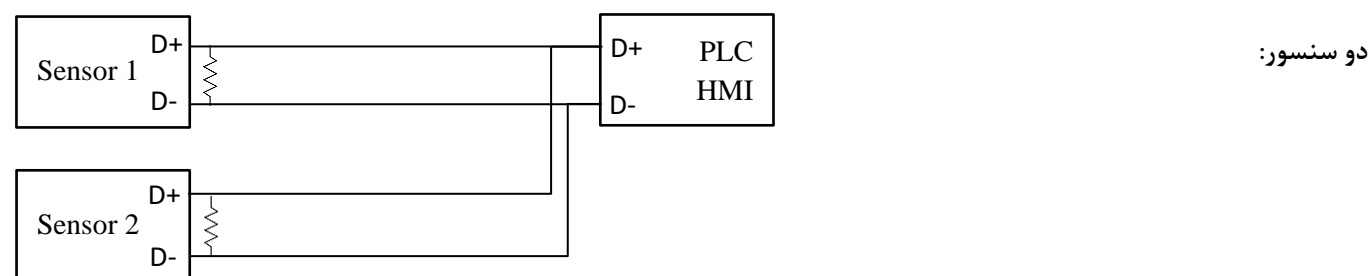 دو سنسور:
Sensor 1
D+
D-
D+
D-
PLC
HMI
Sensor 2
D+
D-